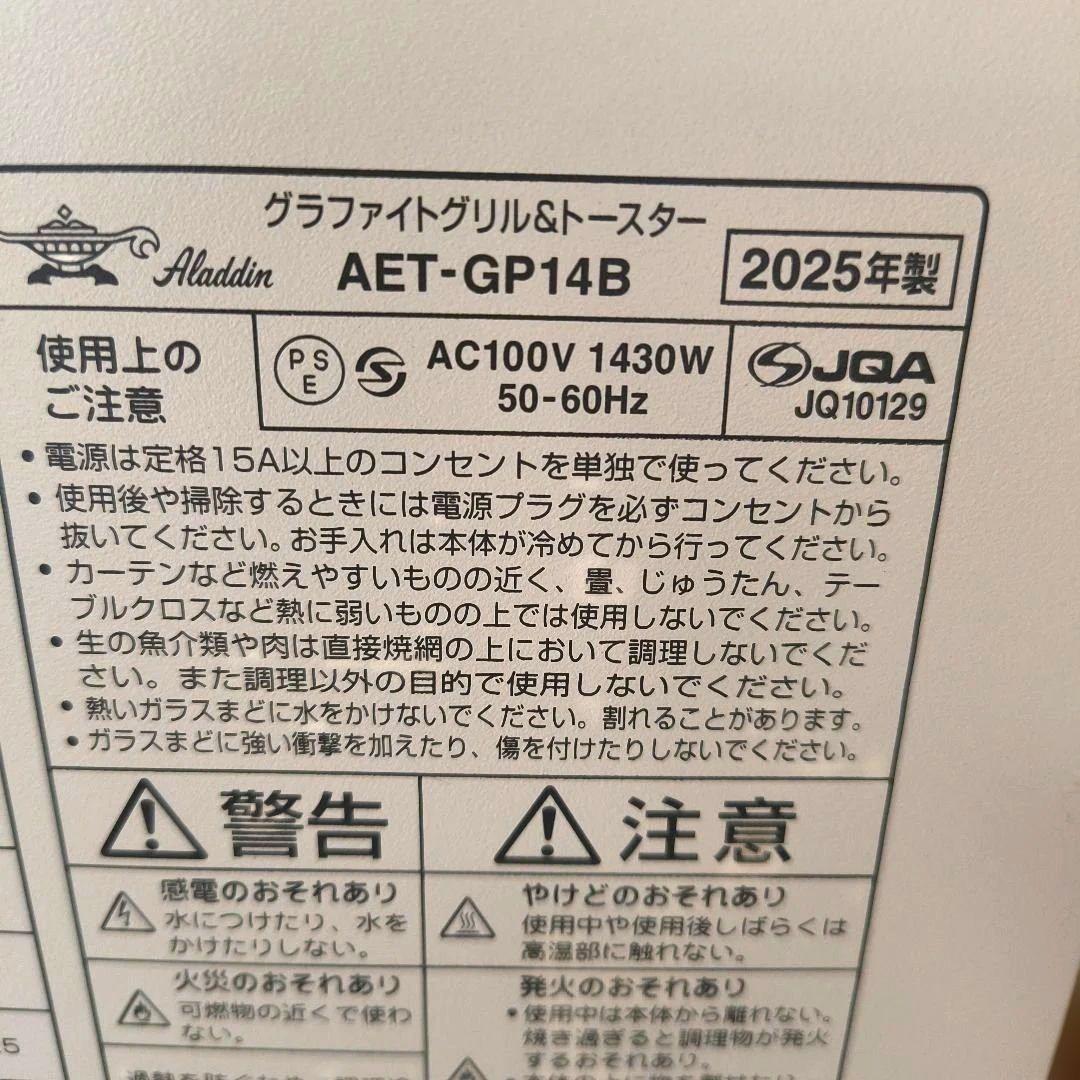 グラファイトグリル&トースター
Aladdin
AET-GP14B
2025年製
使用上の
ご注意
PSE
AC100V 1430W
50-60Hz
JQA
JQ10129
・電源は定格15A以上のコンセントを単独で使ってください。
・使用後や掃除するときには電源プラグを必ずコンセントから
抜いてください。お手入れは本体が冷めてから行ってください。
・カーテンなど燃えやすいものの近く、畳、じゅうたん、テー
ブルクロスなど熱に弱いものの上では使用しないでください。
・生の魚介類や肉は直接焼網の上において調理しないでくだ
さい。また調理以外の目的で使用しないでください。
・熱いガラスまどに水をかけないでください。割れることがあります。
・ガラスまどに強い衝撃を加えたり、傷を付けたりしないでください。
警告
感電のおそれあり
水につけたり、水を
かけたりしない。
火災のおそれあり
可燃物の近くで使わ
ない。
注意
やけどのおそれあり
使用中や使用後しばらくは
高温部に触れない。
発火のおそれあり
・使用中は本体から離れない。
焼き過ぎると調理物が発火
するおそれあり